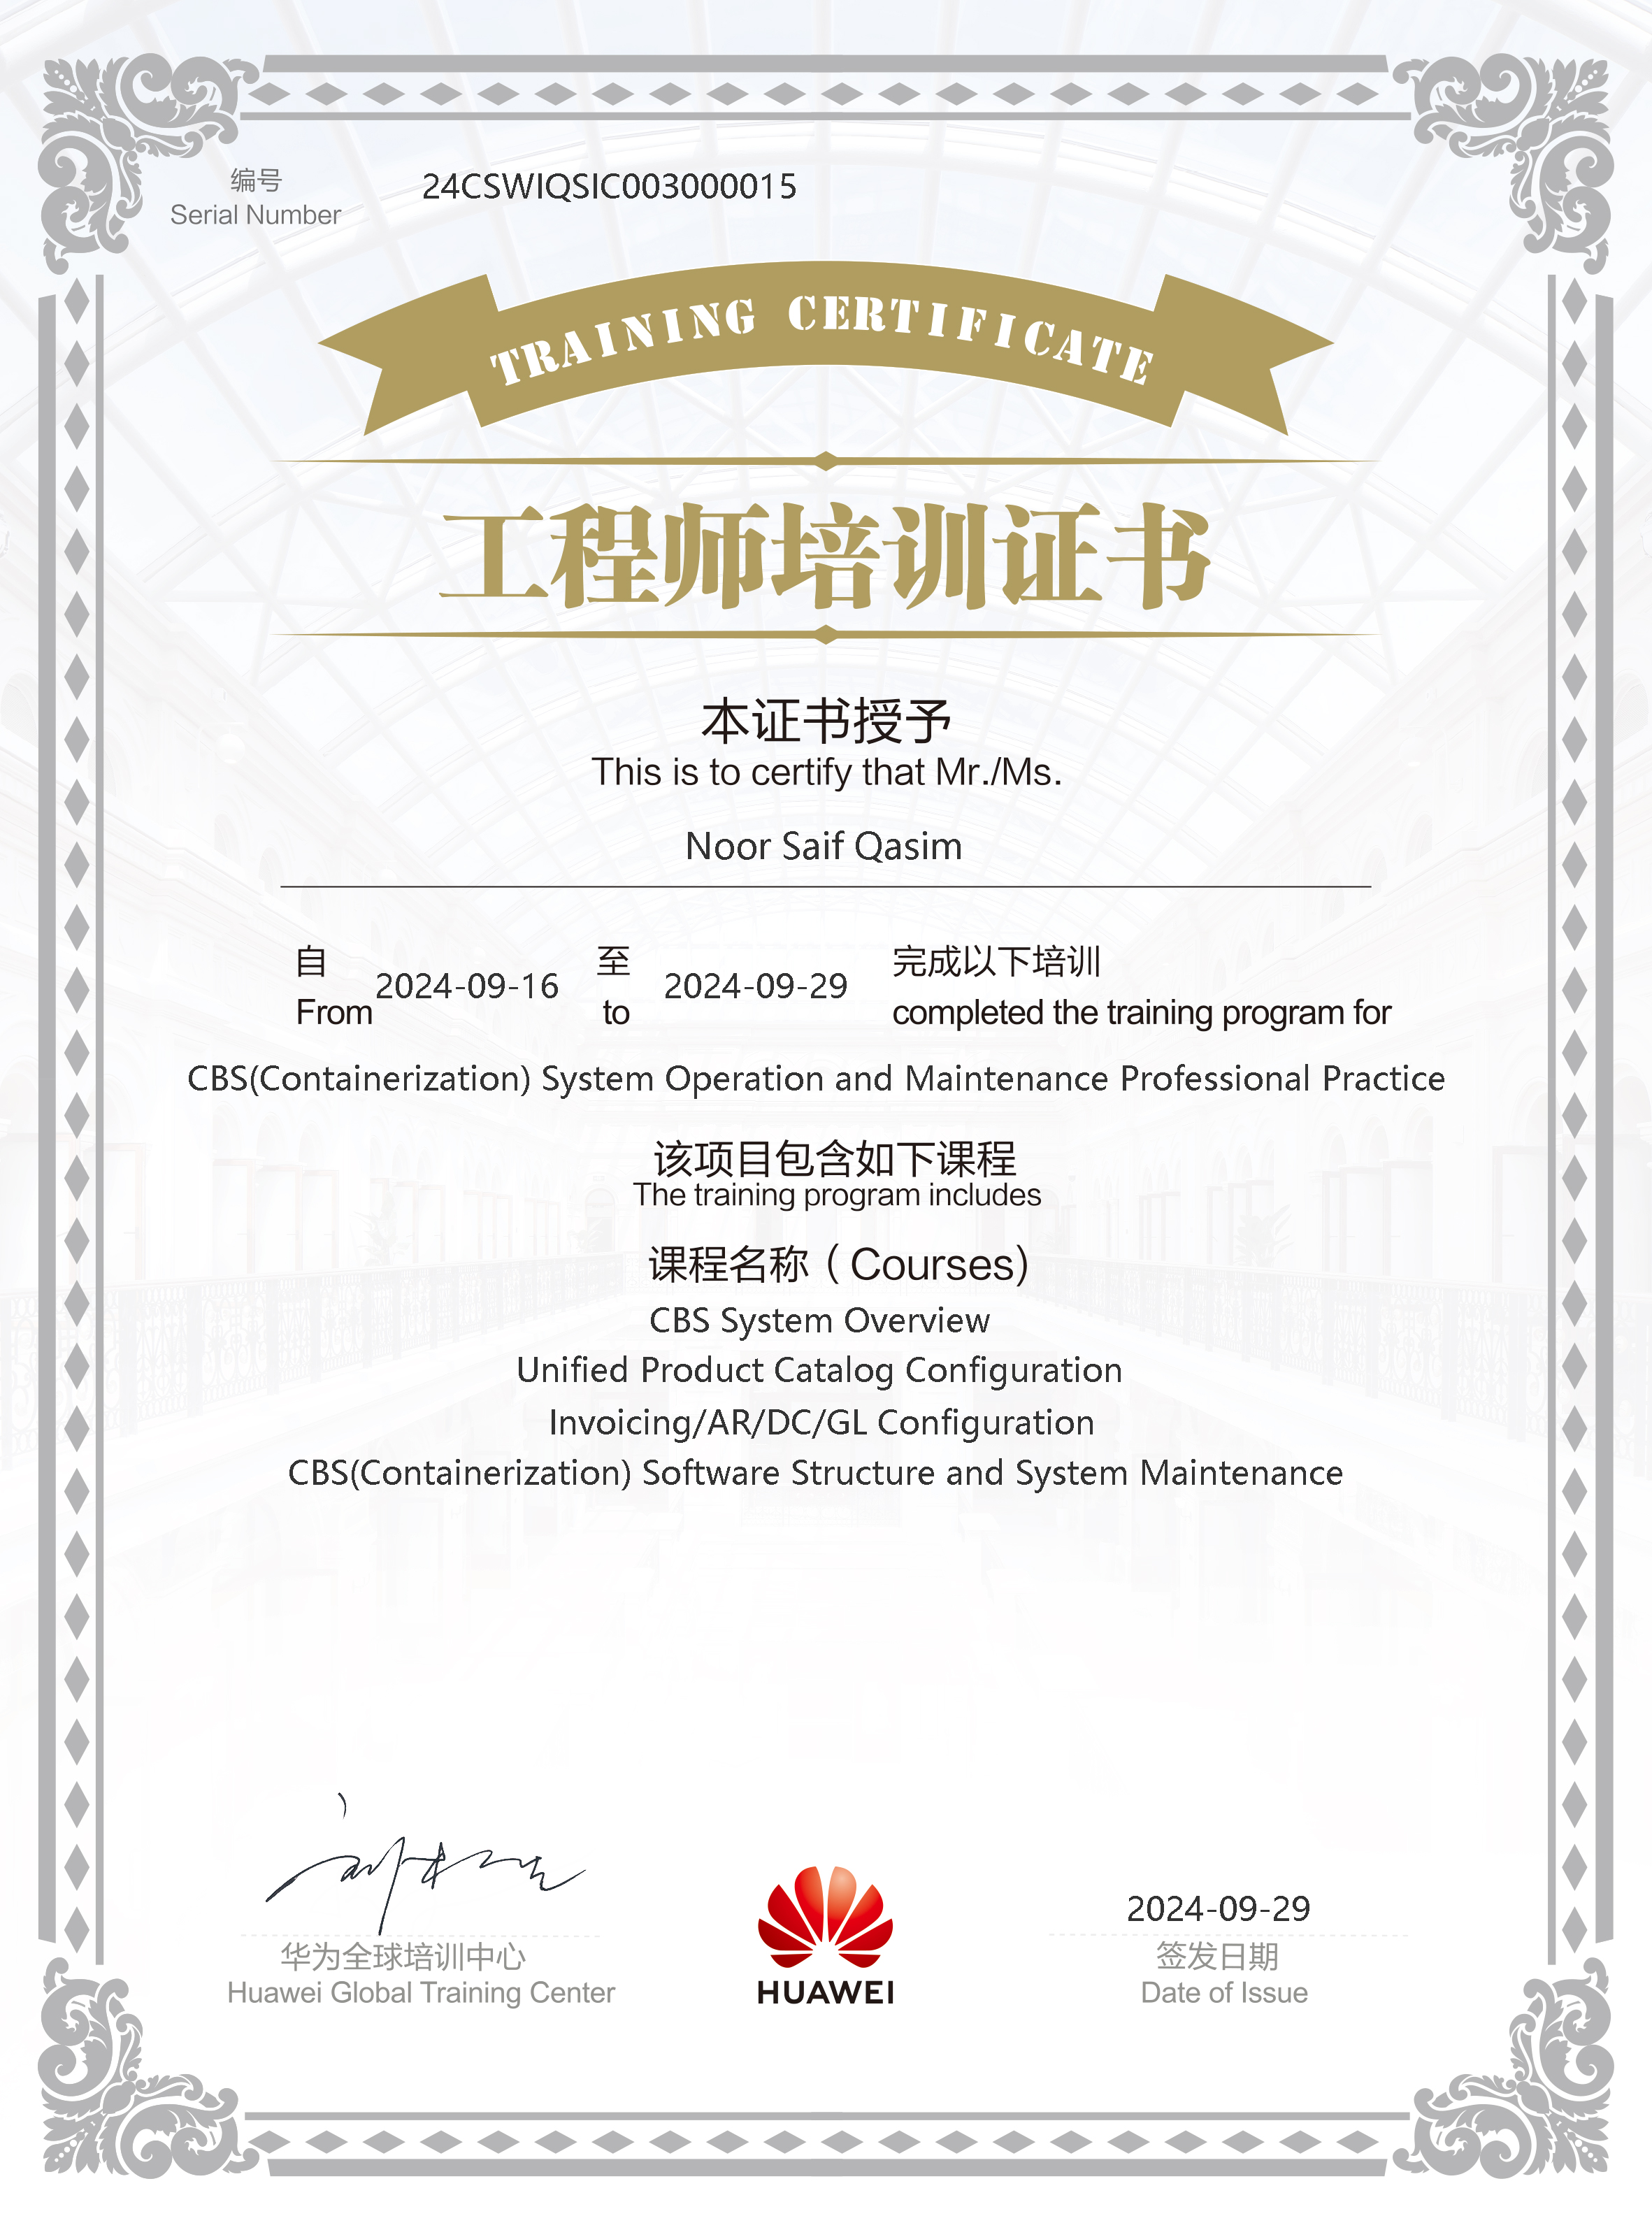 编号
Serial Number
24CSWIQSIC003000015
TRAINING CERTIFICATE
工程师培训证书
本证书授予
This is to certify that Mr./Ms.
Noor Saif Qasim
自 至 完成以下培训
From 2024-09-16 to 2024-09-29 completed the training program for
CBS(Containerization) System Operation and Maintenance Professional Practice
该项目包含如下课程
The training program includes
课程名称（Courses)
CBS System Overview
Unified Product Catalog Configuration
Invoicing/AR/DC/GL Configuration
CBS(Containerization) Software Structure and System Maintenance
华为全球培训中心
Huawei Global Training Center
HUAWEI
2024-09-29
签发日期
Date of Issue